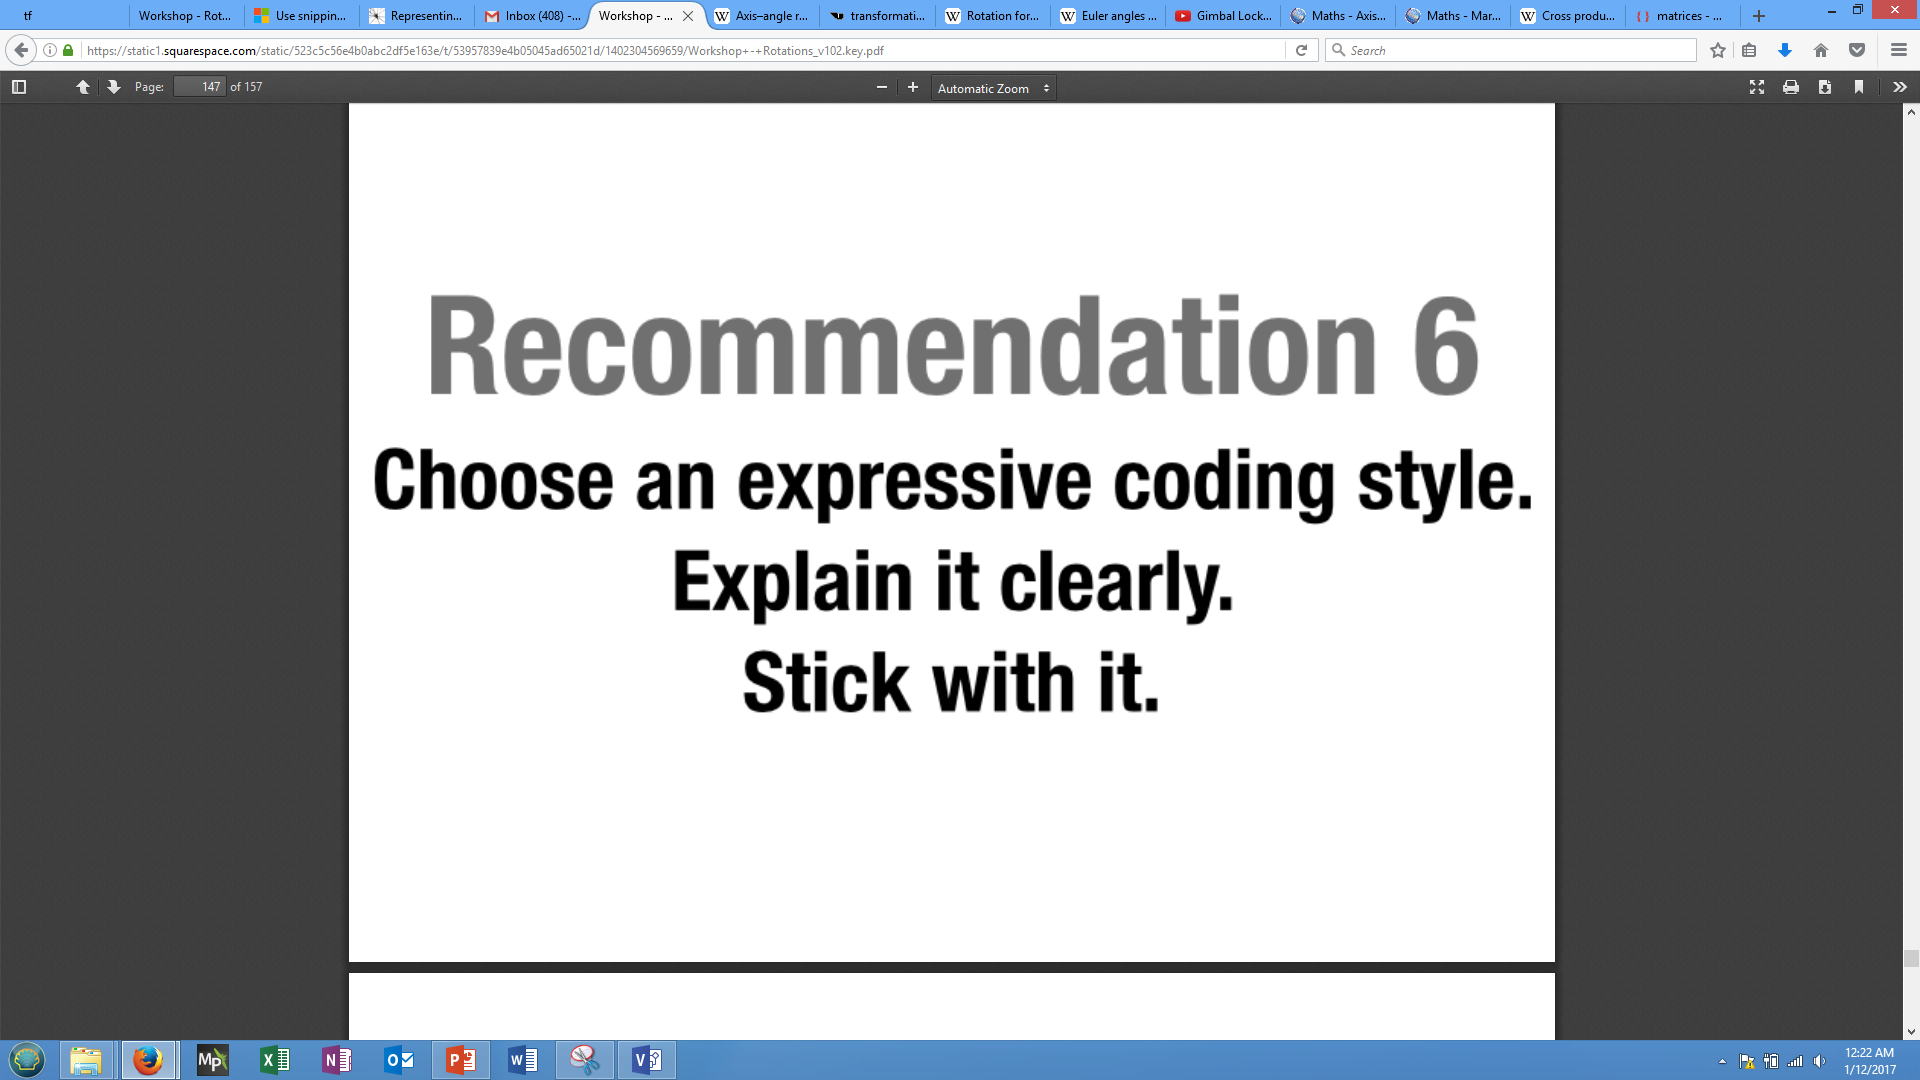 tf
Workshop - Rot...
Use snippin...
Representin...
Inbox (408) -...
Workshop - ...
Axis–angle r...
transformati...
Rotation for...
Euler angles ...
Gimbal Lock...
Maths - Axis...
Maths - Mar...
Cross produ...
matrices - ...
https://static1.squarespace.com/static/523c5c56e4b0abc2df5e163e/t/53957839e4b05045ad65021d/1402304569659/Workshop+-+Rotations_v102.key.pdf
Search
Page: 147 of 157
Automatic Zoom
Recommendation 6
Choose an expressive coding style.
Explain it clearly.
Stick with it.
12:22 AM
1/12/2017